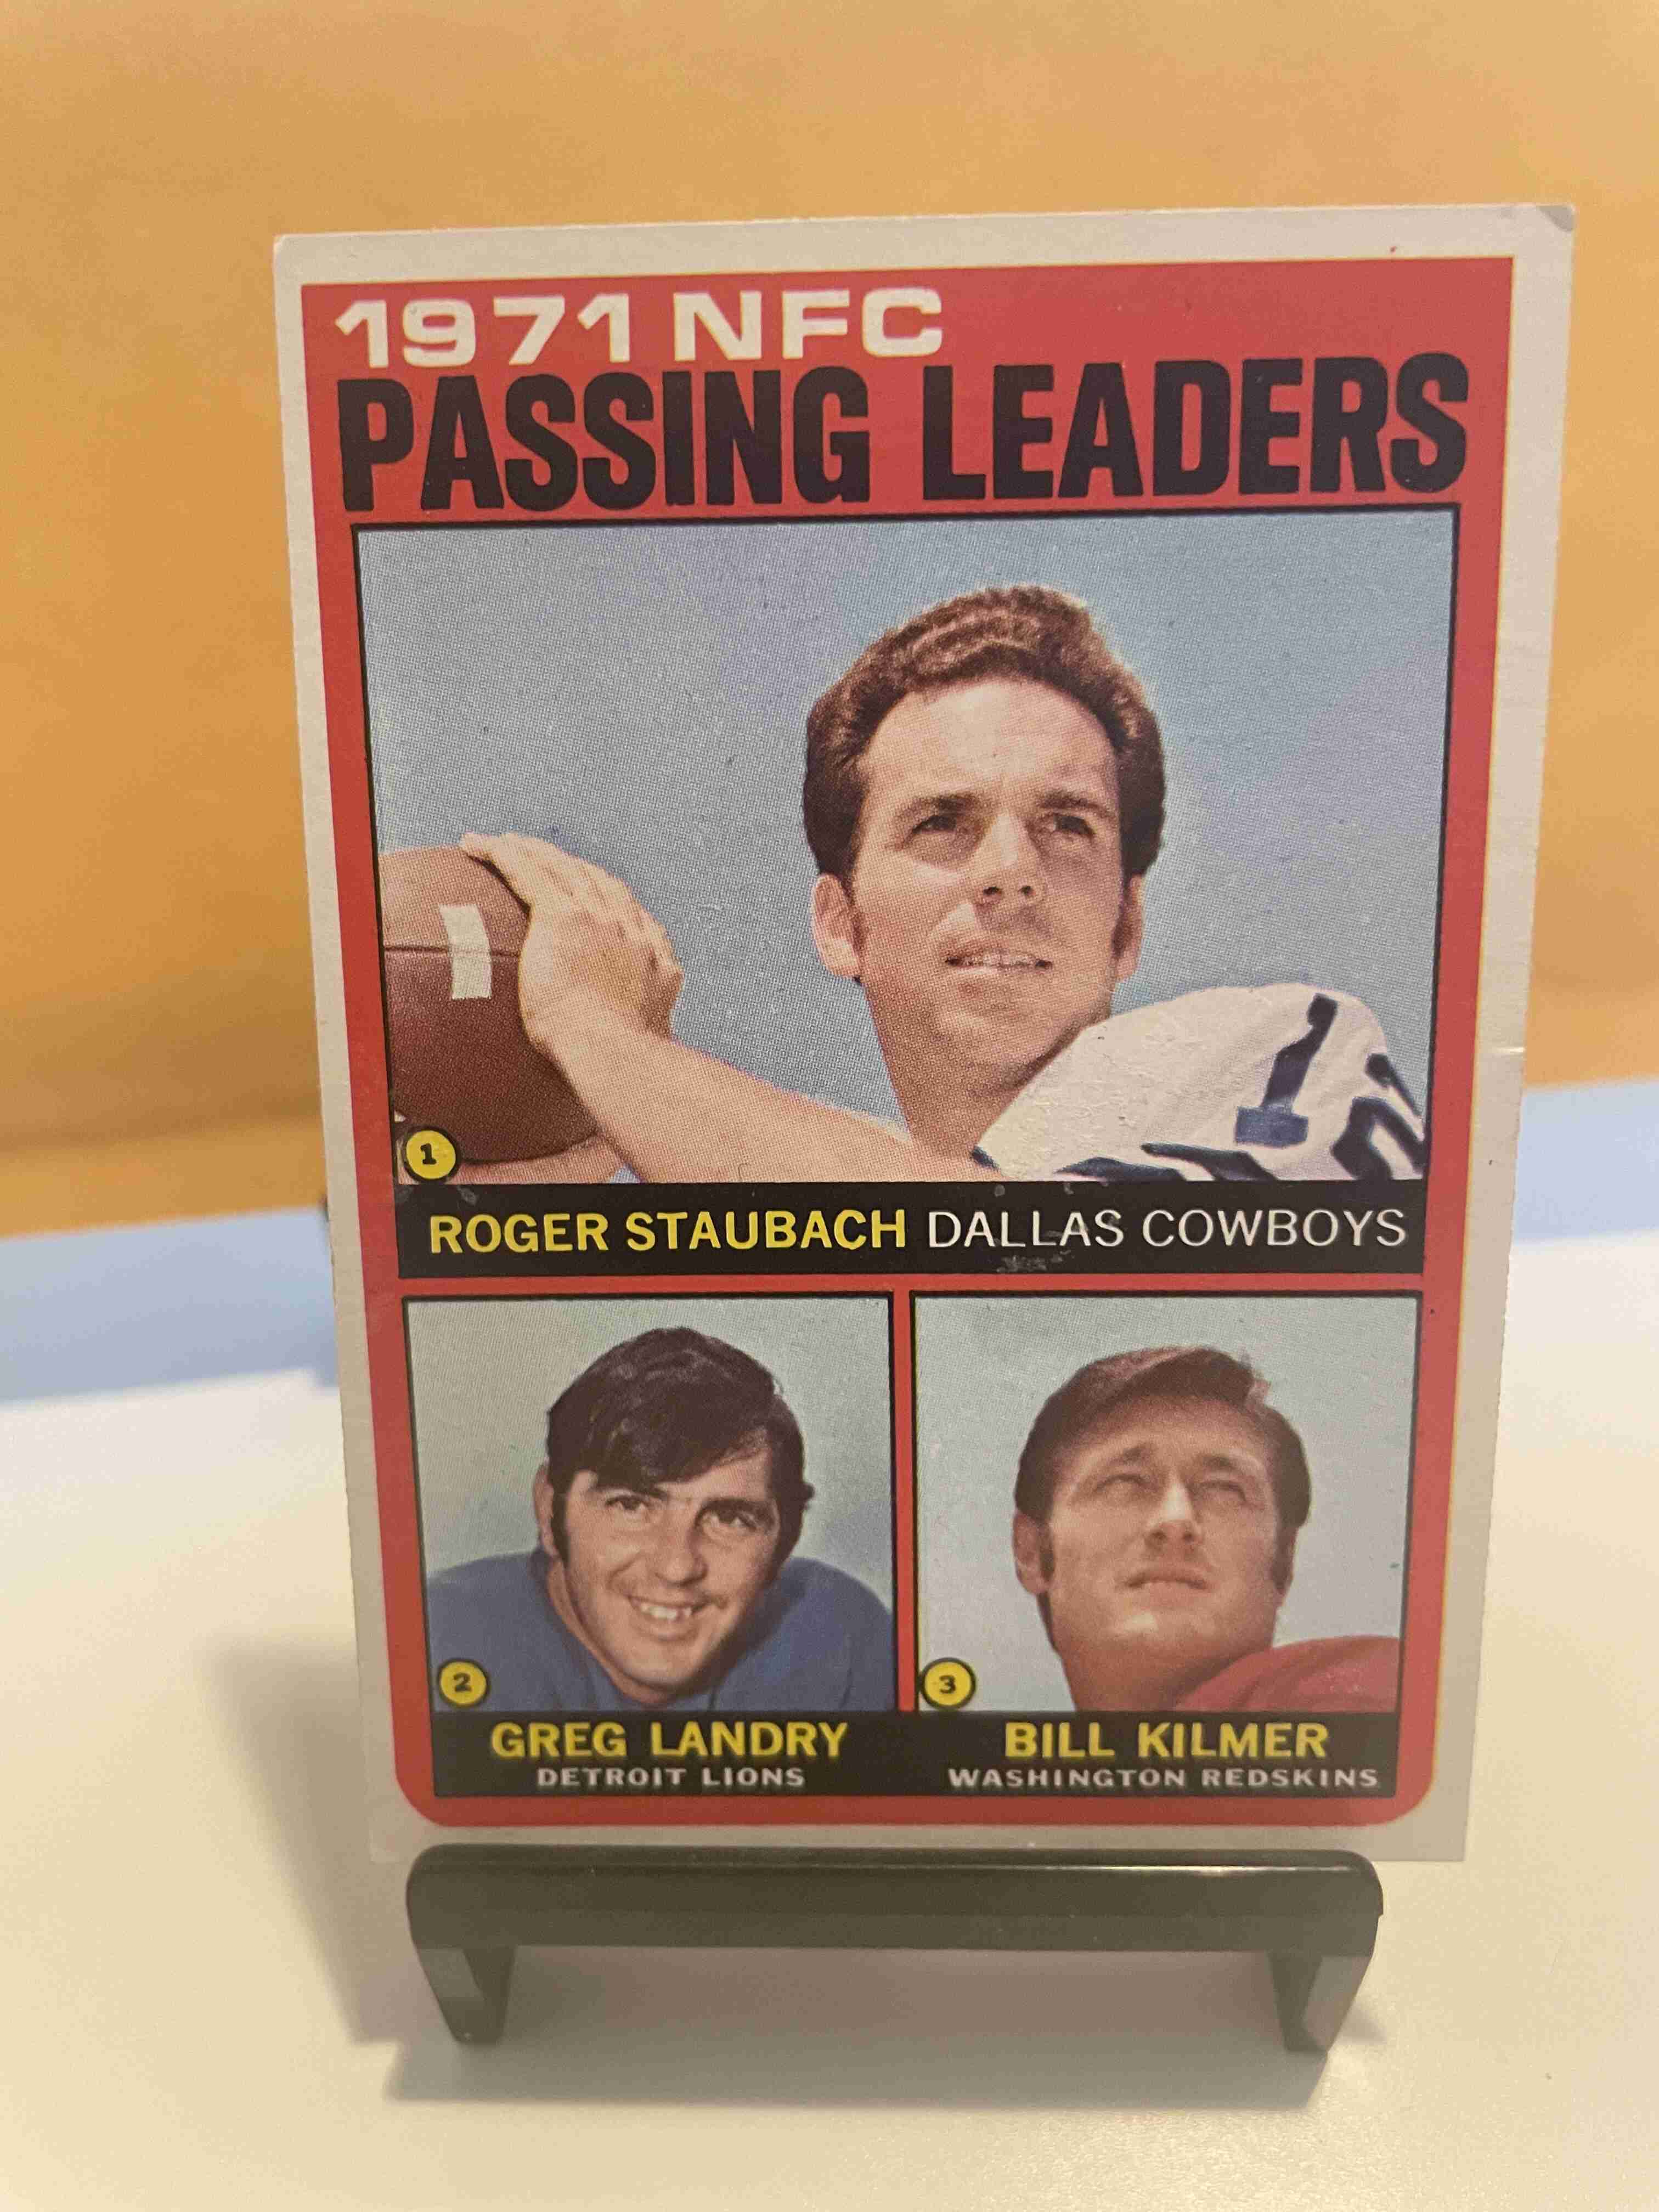 1971 NFC
PASSING LEADERS
1
1
ROGER STAUBACH DALLAS COWBOYS
2
3
GREG LANDRY BILL KILMER
DETROIT LIONS WASHINGTON REDSKINS